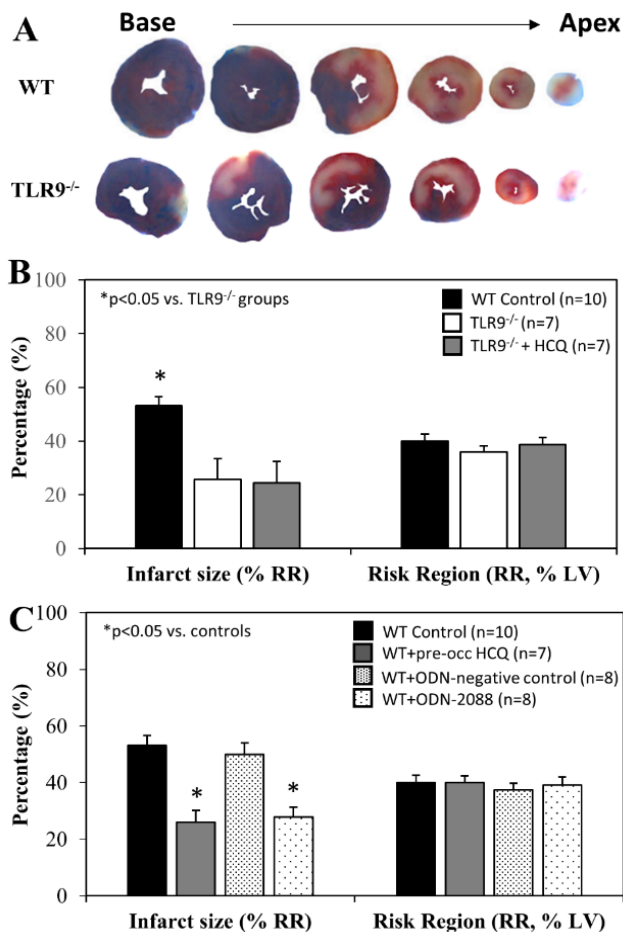 A
Base
Apex
WT
TLR9-/-
B
*p<0.05 vs. TLR9-/- groups
WT Control (n=10)
TLR9-/- (n=7)
TLR9-/- + HCQ (n=7)
Percentage (%)
100
80
60
40
20
0
*
Infarct size (% RR)
Risk Region (RR, % LV)
C
*p<0.05 vs. controls
WT Control (n=10)
WT+pre-occ HCQ (n=7)
WT+ODN-negative control (n=8)
WT+ODN-2088 (n=8)
Percentage (%)
100
80
60
40
20
0
*
*
Infarct size (% RR)
Risk Region (RR, % LV)